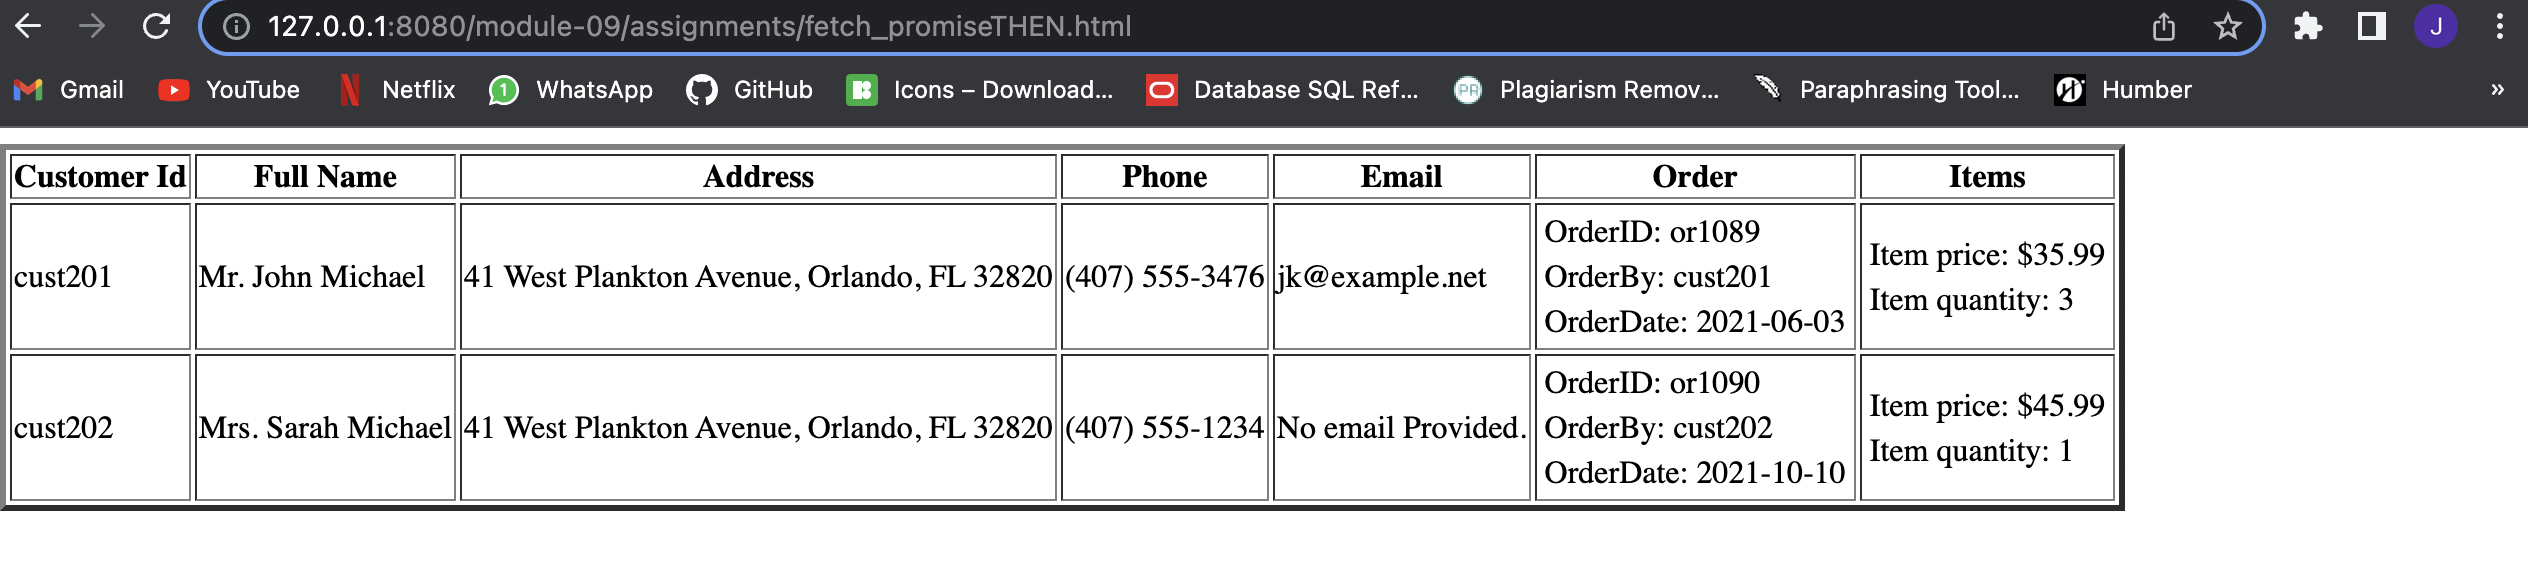 127.0.0.1:8080/module-09/assignments/fetch_promiseTHEN.html
J
Gmail YouTube Netflix 1 WhatsApp GitHub Icons – Download... Database SQL Ref... PR Plagiarism Remov... Paraphrasing Tool... Humber »
Customer Id Full Name Address Phone Email Order Items
cust201 Mr. John Michael 41 West Plankton Avenue, Orlando, FL 32820 (407) 555-3476 jk@example.net
OrderID: or1089
OrderBy: cust201
OrderDate: 2021-06-03
Item price: $35.99
Item quantity: 3
cust202 Mrs. Sarah Michael 41 West Plankton Avenue, Orlando, FL 32820 (407) 555-1234 No email Provided.
OrderID: or1090
OrderBy: cust202
OrderDate: 2021-10-10
Item price: $45.99
Item quantity: 1